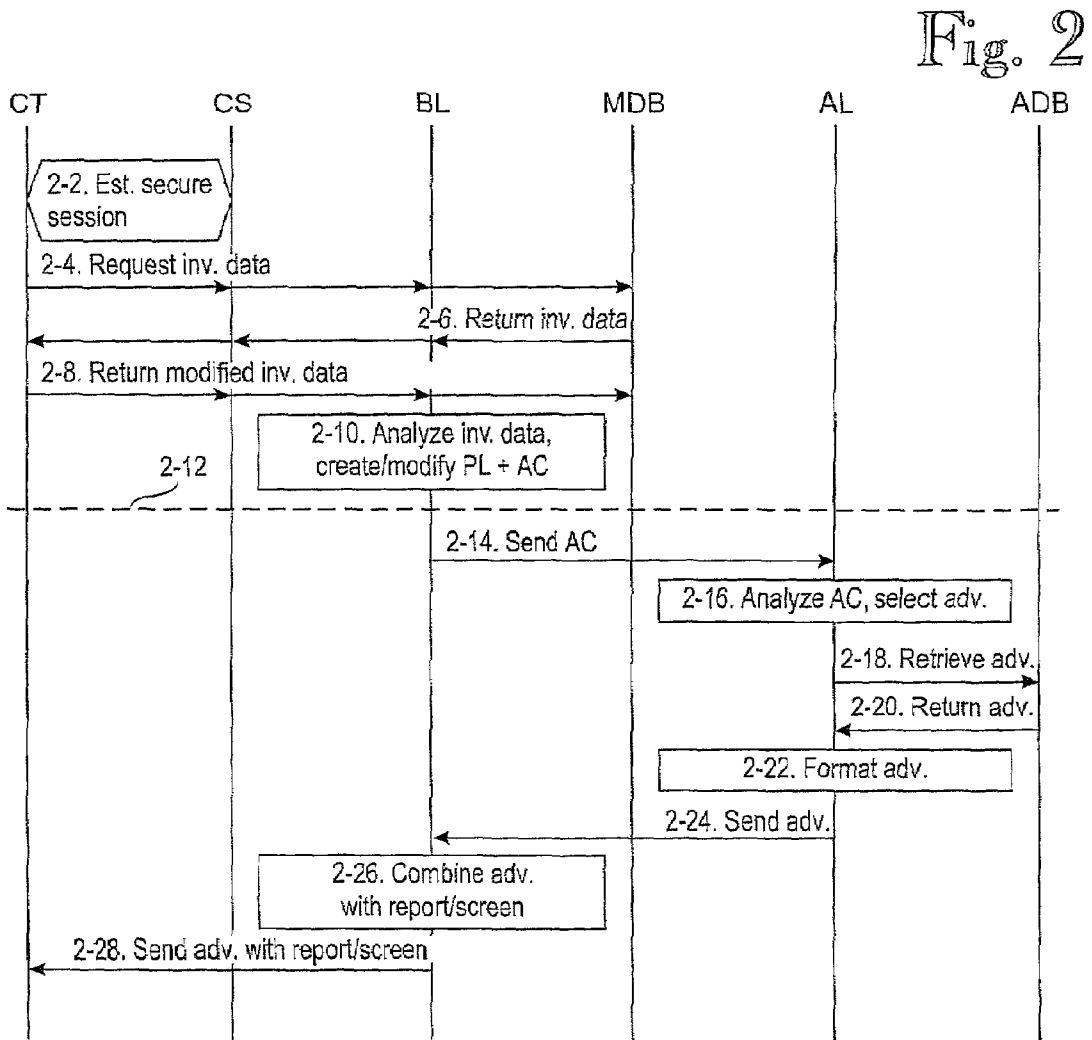 Fig. 2
CT CS BL MDB AL ADB
2-2. Est. secure
session
2-4. Request inv. data
2-6. Return inv. data
2-8. Return modified inv. data
2-10. Analyze inv. data,
create/modify PL + AC
2-12
2-14. Send AC
2-16. Analyze AC, select adv.
2-18. Retrieve adv.
2-20. Return adv.
2-22. Format adv.
2-24. Send adv.
2-26. Combine adv.
with report/screen
2-28. Send adv. with report/screen